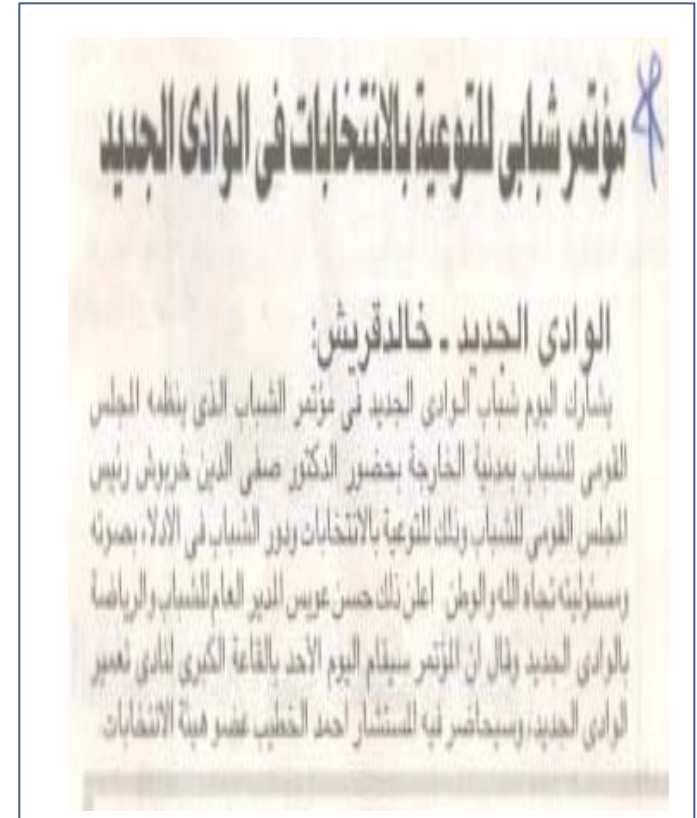 مؤتمر شبابى للتوعية بالانتخابات فى الوادى الجديد
الوادى الجديد ـ خالد قريش:
يشارك اليوم شباب الوادى الجديد فى مؤتمر الشباب الذى ينظمه المجلس
القومى للشباب بمدينة الخارجة بحضور الدكتور صفى الدين خربوش رئيس
المجلس القومى للشباب وذلك للتوعية بالانتخابات ودور الشباب فى الادلاء بصوته
ومسئوليته تجاه الله والوطن اعلن ذلك حسن عويس المدير العام للشباب والرياضة
بالوادى الجديد وقال ان المؤتمر سيقام اليوم الأحد بالقاعة الكبرى لنادى تعمير
الوادى الجديد، وسيحاضر فيه المستشار احمد الخطيب عضو هيئة الانتخابات.